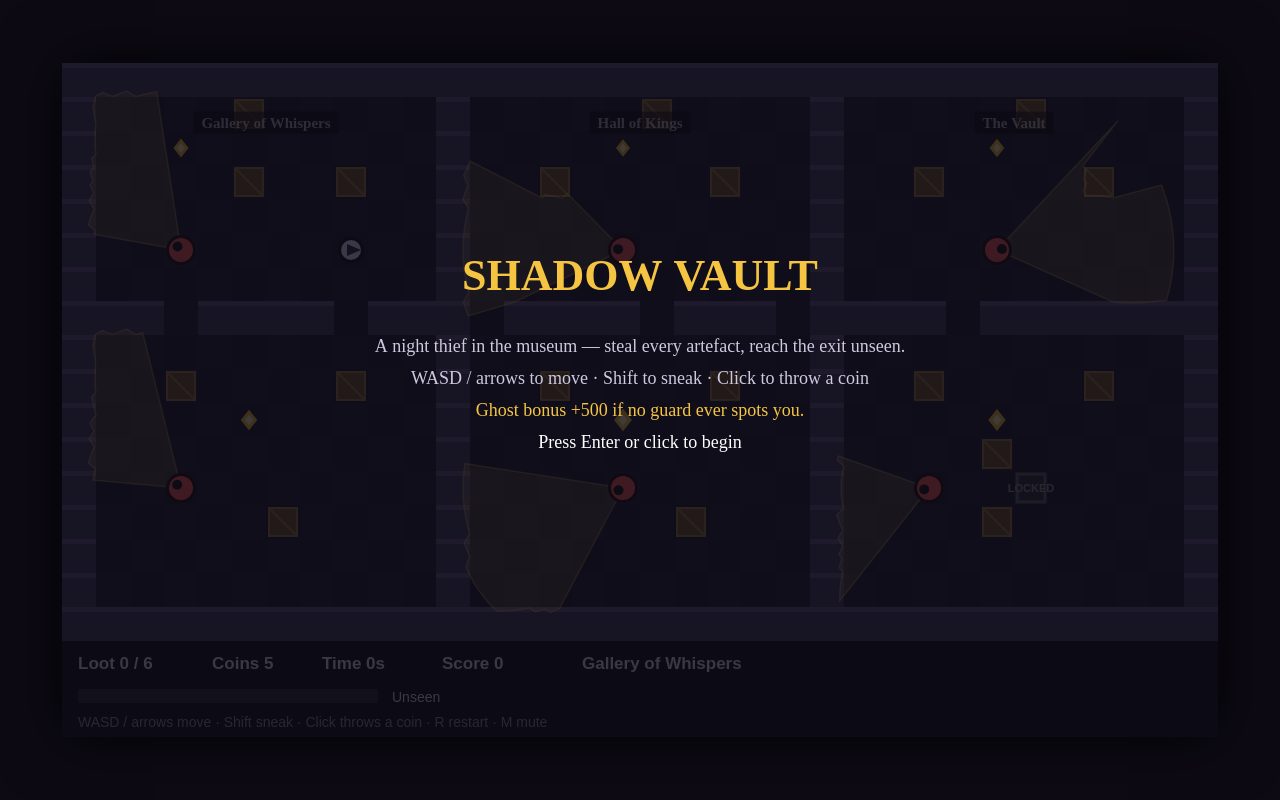 Gallery of Whispers
Hall of Kings
The Vault
SHADOW VAULT
A night thief in the museum — steal every artefact, reach the exit unseen.
WASD / arrows to move · Shift to sneak · Click to throw a coin
Ghost bonus +500 if no guard ever spots you.
Press Enter or click to begin
LOCKED
Loot 0 / 6 Coins 5 Time 0s Score 0 Gallery of Whispers
Unseen
WASD / arrows move · Shift sneak · Click throws a coin · R restart · M mute